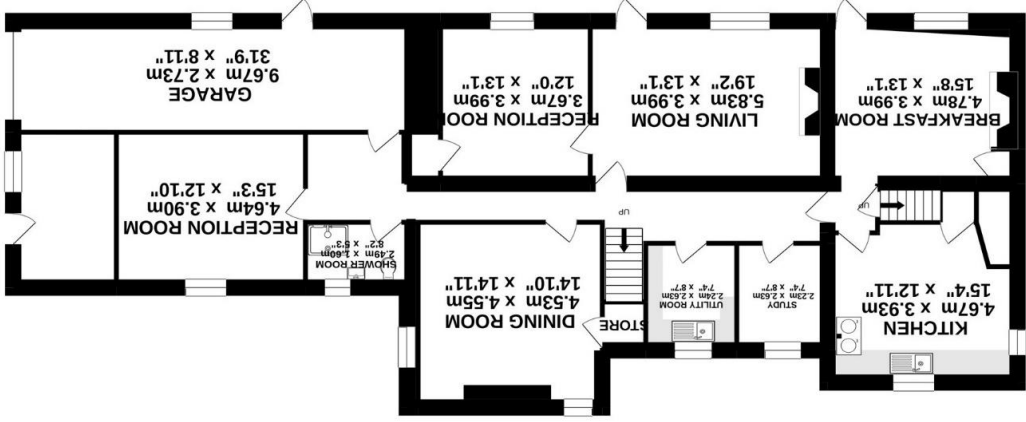 KITCHEN
4.67m x 3.93m
15'4" x 12'11"
STUDY
2.23m x 2.63m
7'4" x 8'7"
UTILITY ROOM
2.24m x 2.63m
7'4" x 8'7"
STORE
DINING ROOM
4.53m x 4.55m
14'10" x 14'11"
SHOWER ROOM
2.49m x 1.60m
8'2" x 5'3"
RECEPTION ROOM
4.64m x 3.90m
15'3" x 12'10"
UP
UP
BREAKFAST ROOM
4.78m x 3.99m
15'8" x 13'1"
LIVING ROOM
5.83m x 3.99m
19'2" x 13'1"
RECEPTION ROOM
3.67m x 3.99m
12'0" x 13'1"
GARAGE
9.67m x 2.73m
31'9" x 8'11"